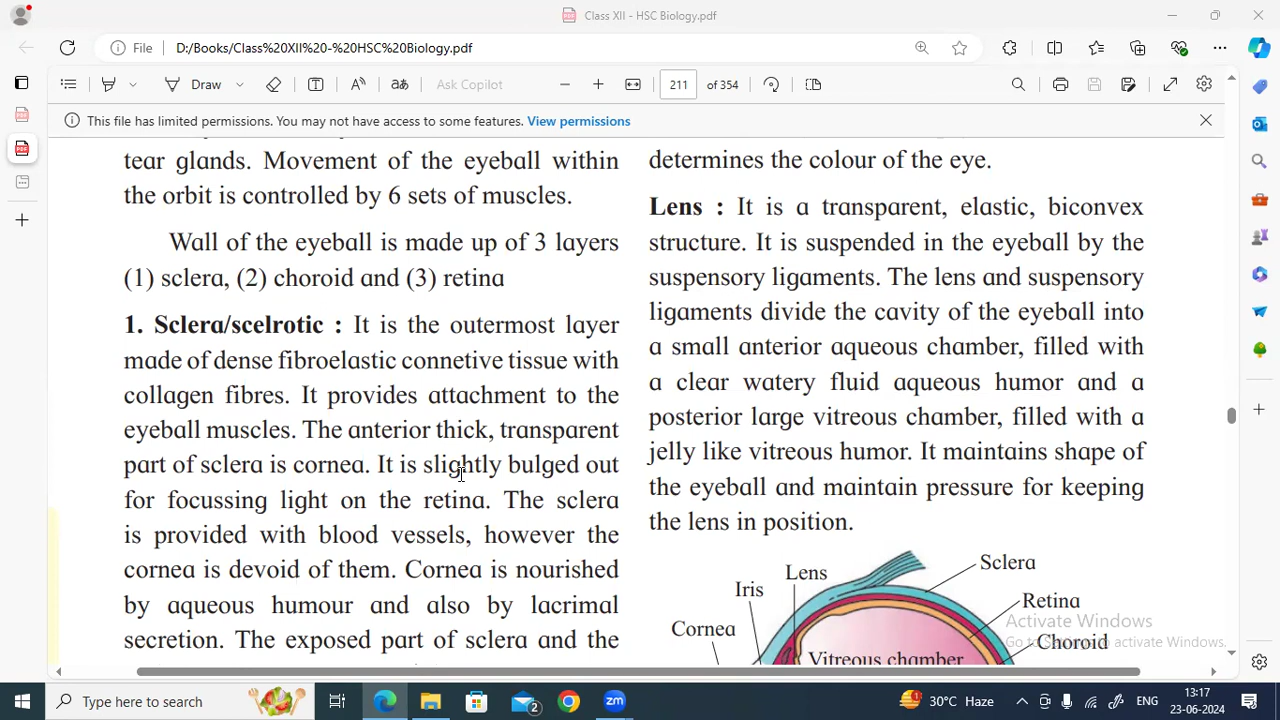 Class XII - HSC Biology.pdf
File D:/Books/Class%20XII%20-%20HSC%20Biology.pdf
Draw Ask Copilot 211 of 354
This file has limited permissions. You may not have access to some features. View permissions
tear glands. Movement of the eyeball within
the orbit is controlled by 6 sets of muscles.
Wall of the eyeball is made up of 3 layers
(1) sclera, (2) choroid and (3) retina
1. Sclera/scelrotic : It is the outermost layer
made of dense fibroelastic connetive tissue with
collagen fibres. It provides attachment to the
eyeball muscles. The anterior thick, transparent
part of sclera is cornea. It is slightly bulged out
for focussing light on the retina. The sclera
is provided with blood vessels, however the
cornea is devoid of them. Cornea is nourished
by aqueous humour and also by lacrimal
secretion. The exposed part of sclera and the
determines the colour of the eye.
Lens : It is a transparent, elastic, biconvex
structure. It is suspended in the eyeball by the
suspensory ligaments. The lens and suspensory
ligaments divide the cavity of the eyeball into
a small anterior aqueous chamber, filled with
a clear watery fluid aqueous humor and a
posterior large vitreous chamber, filled with a
jelly like vitreous humor. It maintains shape of
the eyeball and maintain pressure for keeping
the lens in position.
Sclera
Lens
Iris
Retina
Cornea
Choroid
Vitreous chamber
Activate Windows
Go to Settings to activate Windows.
Type here to search
2
30°C Haze
ENG
13:17
23-06-2024